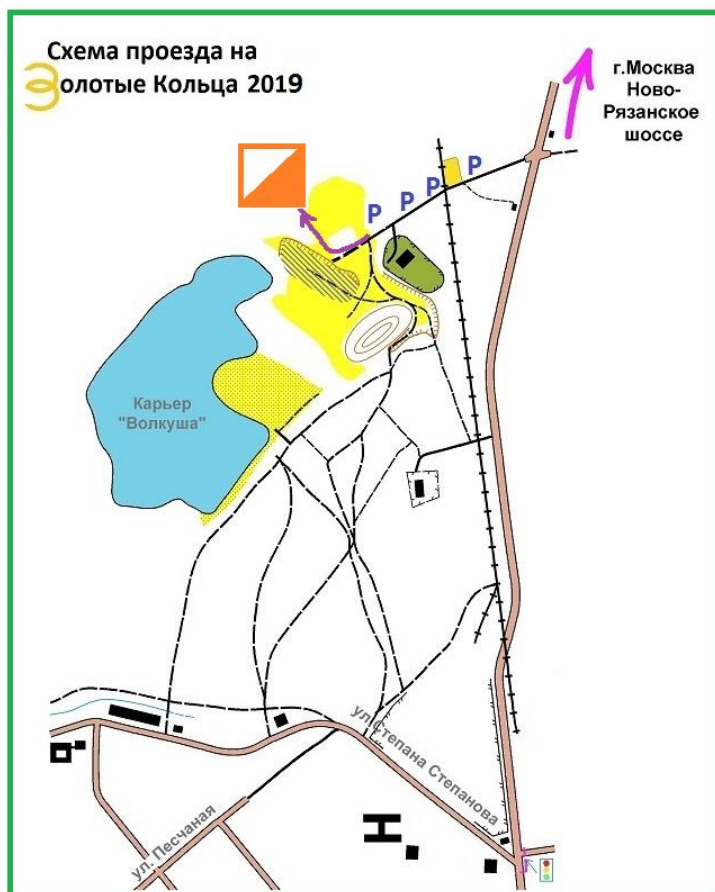 Схема проезда на
Золотые Кольца 2019
г.Москва
Ново-
Рязанское
шоссе
P
P
P
P
Карьер
"Волкуша"
ул Степана Степанова
ул. Песчаная